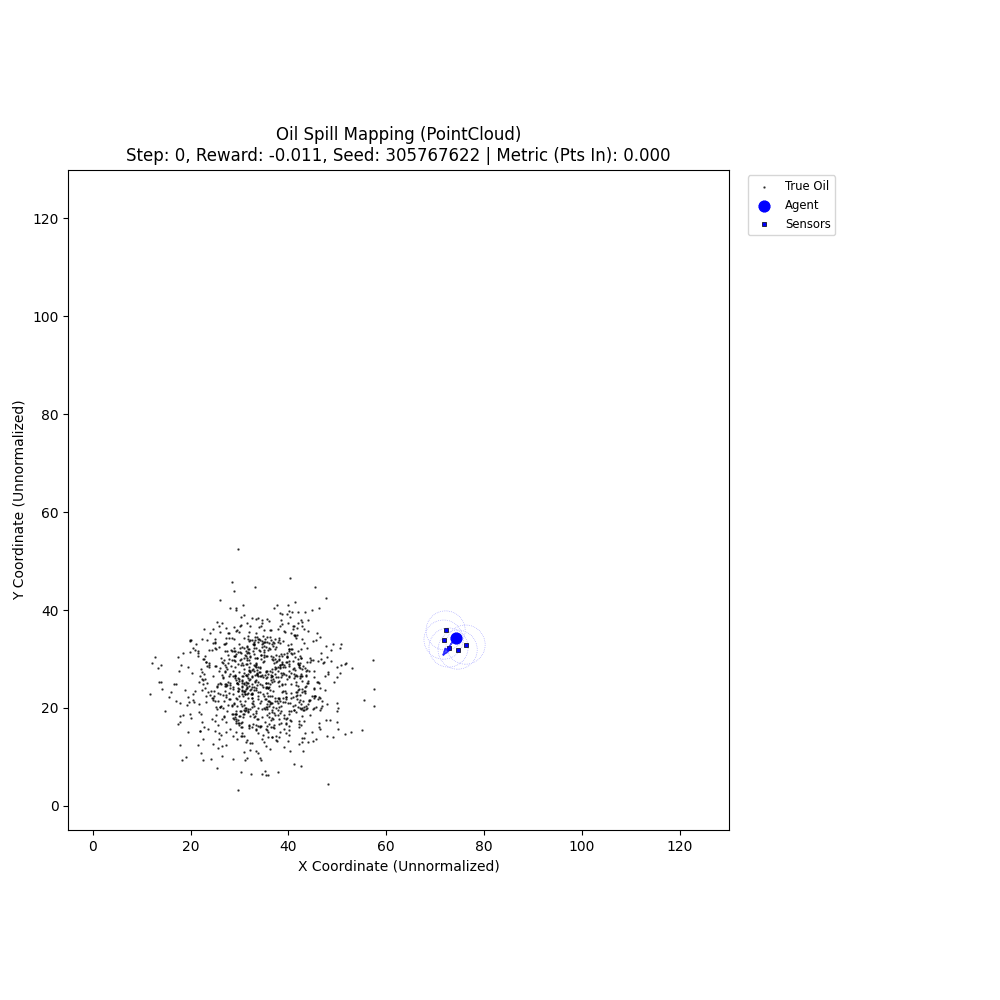 Oil Spill Mapping (PointCloud)
Step: 0, Reward: -0.011, Seed: 305767622 | Metric (Pts In): 0.000
True Oil
Agent
Sensors
120
100
80
60
40
20
0
Y Coordinate (Unnormalized)
0 20 40 60 80 100 120
X Coordinate (Unnormalized)